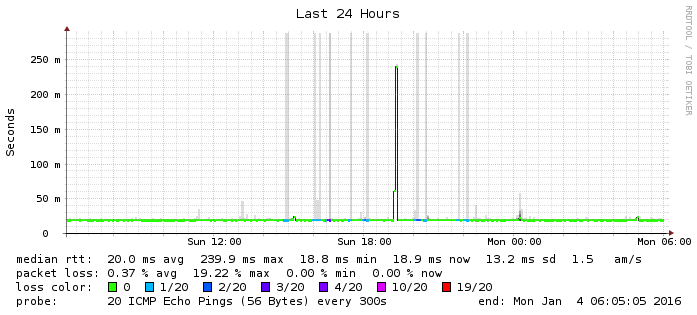 Last 24 Hours
RRDTOOL / TOBI OETIKER
Seconds
250 m
200 m
150 m
100 m
50 m
0
Sun 12:00 Sun 18:00 Mon 00:00 Mon 06:00
median rtt: 20.0 ms avg 239.9 ms max 18.8 ms min 18.9 ms now 13.2 ms sd 1.5 am/s
packet loss: 0.37 % avg 19.22 % max 0.00 % min 0.00 % now
loss color: 0 1/20 2/20 3/20 4/20 10/20 19/20
probe: 20 ICMP Echo Pings (56 Bytes) every 300s end: Mon Jan 4 06:05:05 2016